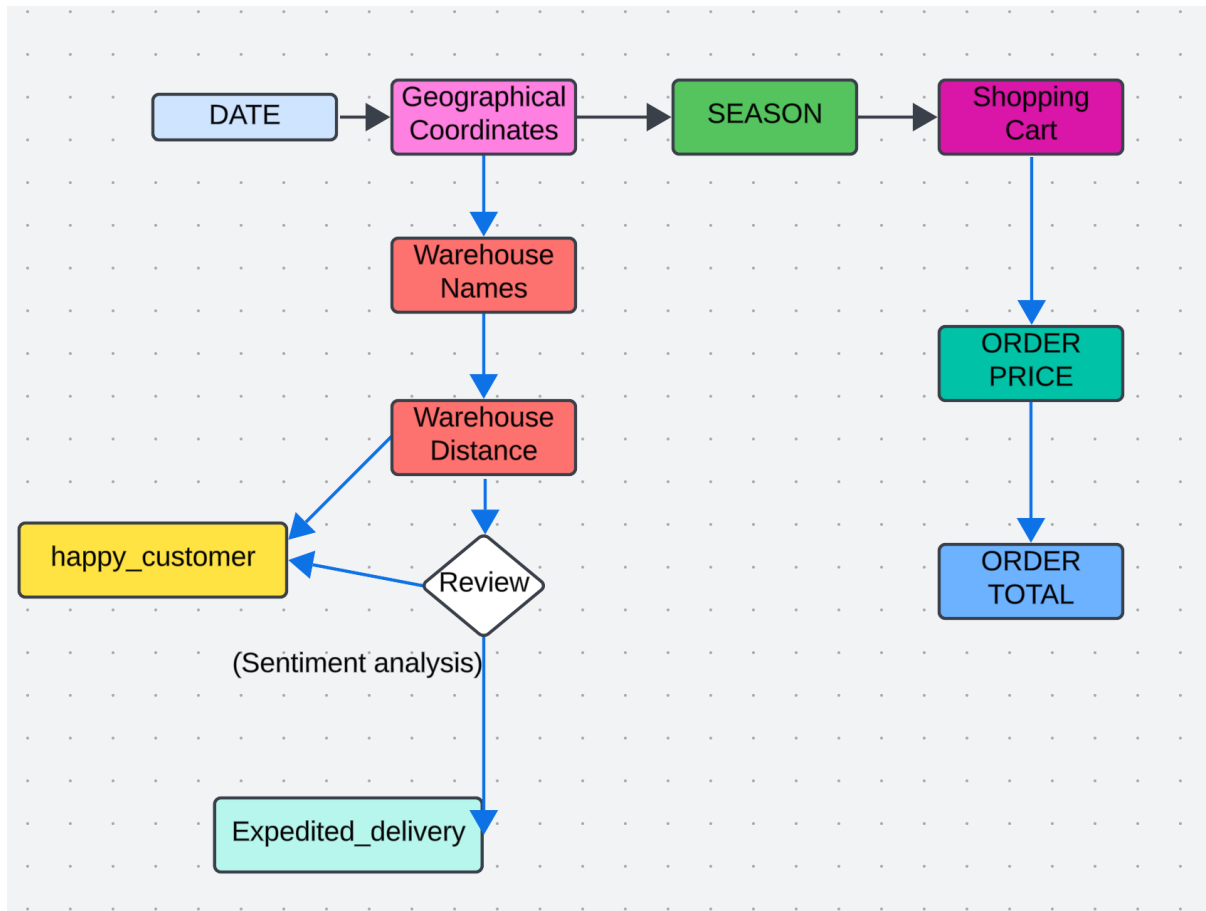 DATE
Geographical
Coordinates
SEASON
Shopping
Cart
Warehouse
Names
ORDER
PRICE
Warehouse
Distance
happy_customer
Review
ORDER
TOTAL
(Sentiment analysis)
Expedited_delivery